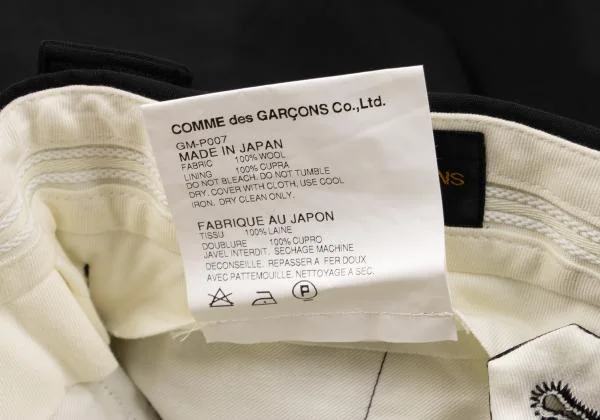 COMME des GARÇONS Co.,Ltd.
GM-P007
MADE IN JAPAN
FABRIC 100% WOOL
LINING 100% CUPRA
DO NOT BLEACH. DO NOT TUMBLE
DRY. COVER WITH CLOTH, USE COOL
IRON. DRY CLEAN ONLY.
FABRIQUE AU JAPON
TISSU 100% LAINE
DOUBLURE 100% CUPRO
JAVEL INTERDIT. SECHAGE MACHINE
DECONSEILLE. REPASSER A FER DOUX
AVEC PATTEMOUILLE. NETTOYAGE A SEC.
P
NS